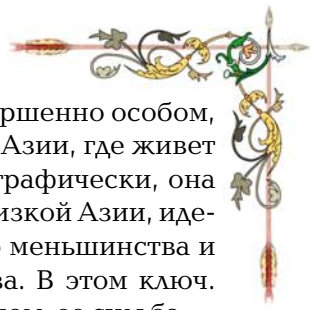 ршенно особом,
Азии, где живет
графически, она
изкой Азии, иде-
меньшинства и
ва. В этом ключ.